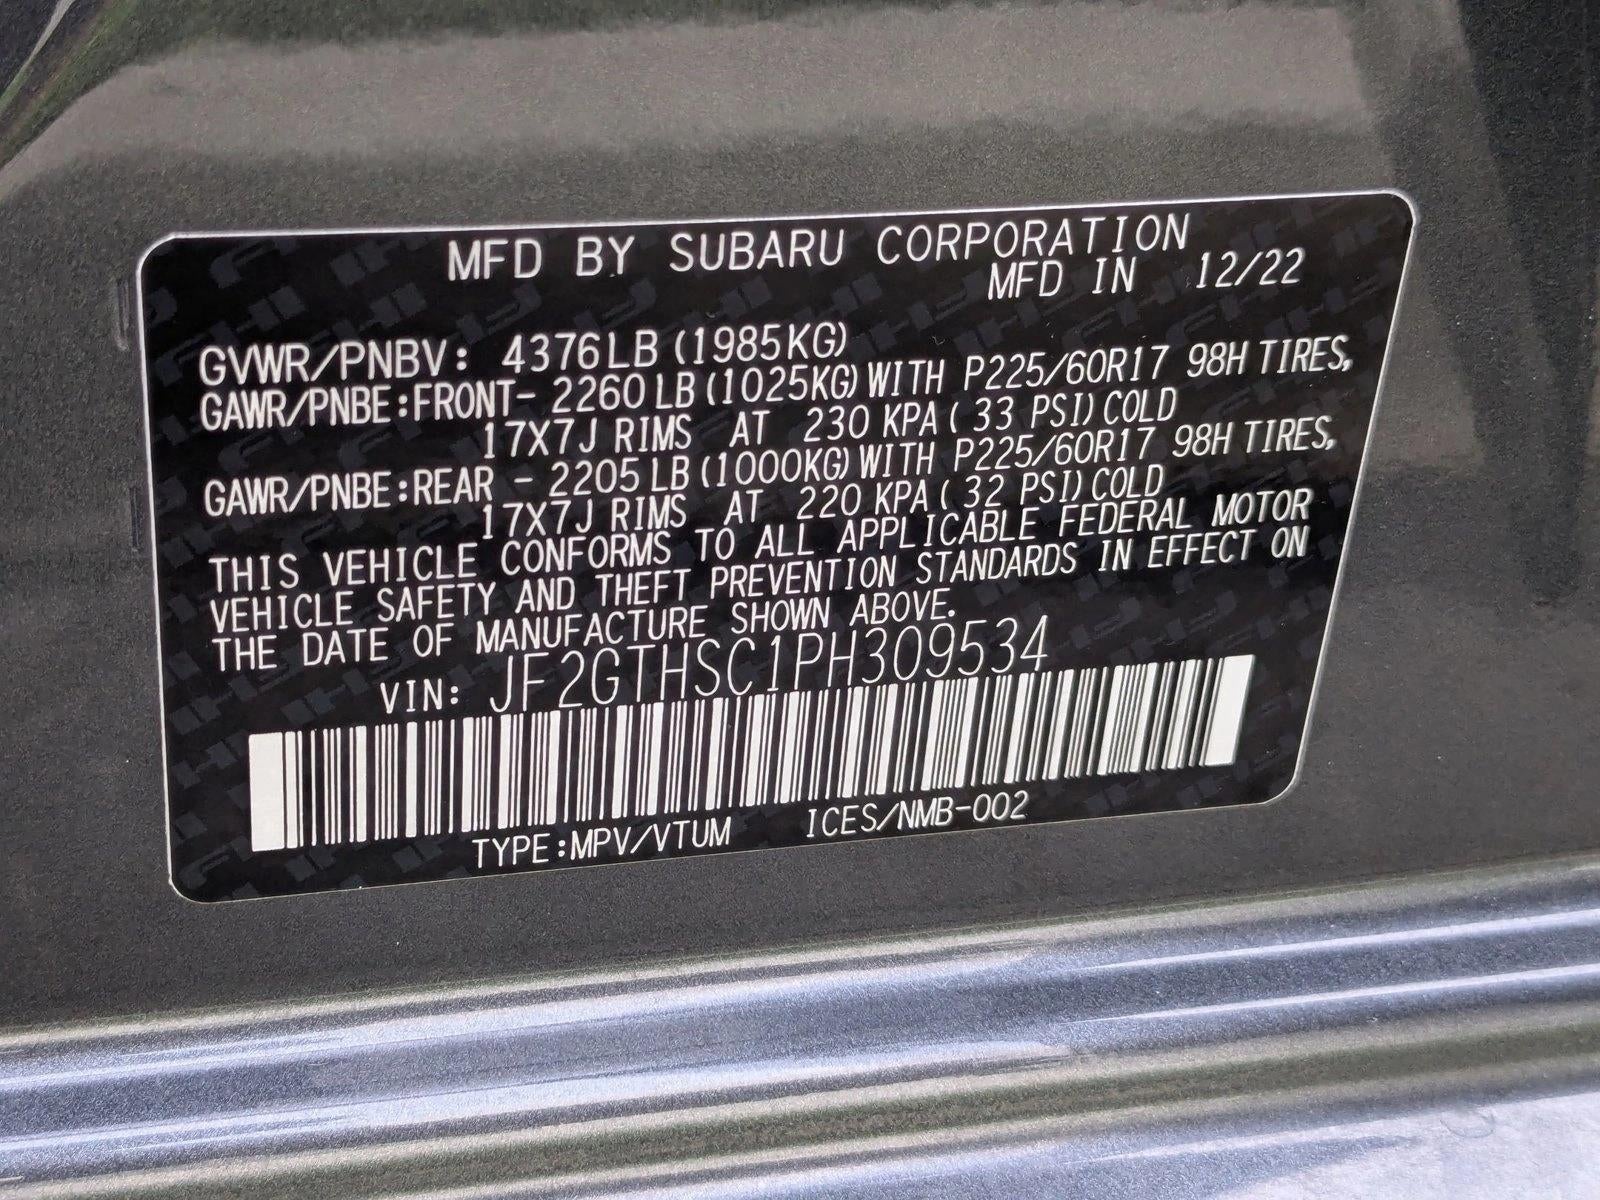 MFD BY SUBARU CORPORATION
MFD IN 12/22
GVWR/PNBV: 4376LB (1985KG)
GAWR/PNBE:FRONT- 2260LB (1025KG) WITH P225/60R17 98H TIRES,
17X7J RIMS AT 230 KPA ( 33 PSI) COLD
GAWR/PNBE:REAR - 2205LB (1000KG) WITH P225/60R17 98H TIRES,
17X7J RIMS AT 220 KPA ( 32 PSI) COLD
THIS VEHICLE CONFORMS TO ALL APPLICABLE FEDERAL MOTOR
VEHICLE SAFETY AND THEFT PREVENTION STANDARDS IN EFFECT ON
THE DATE OF MANUFACTURE SHOWN ABOVE.
VIN: JF2GTHSC1PH309534
TYPE:MPV/VTUM ICES/NMB-002